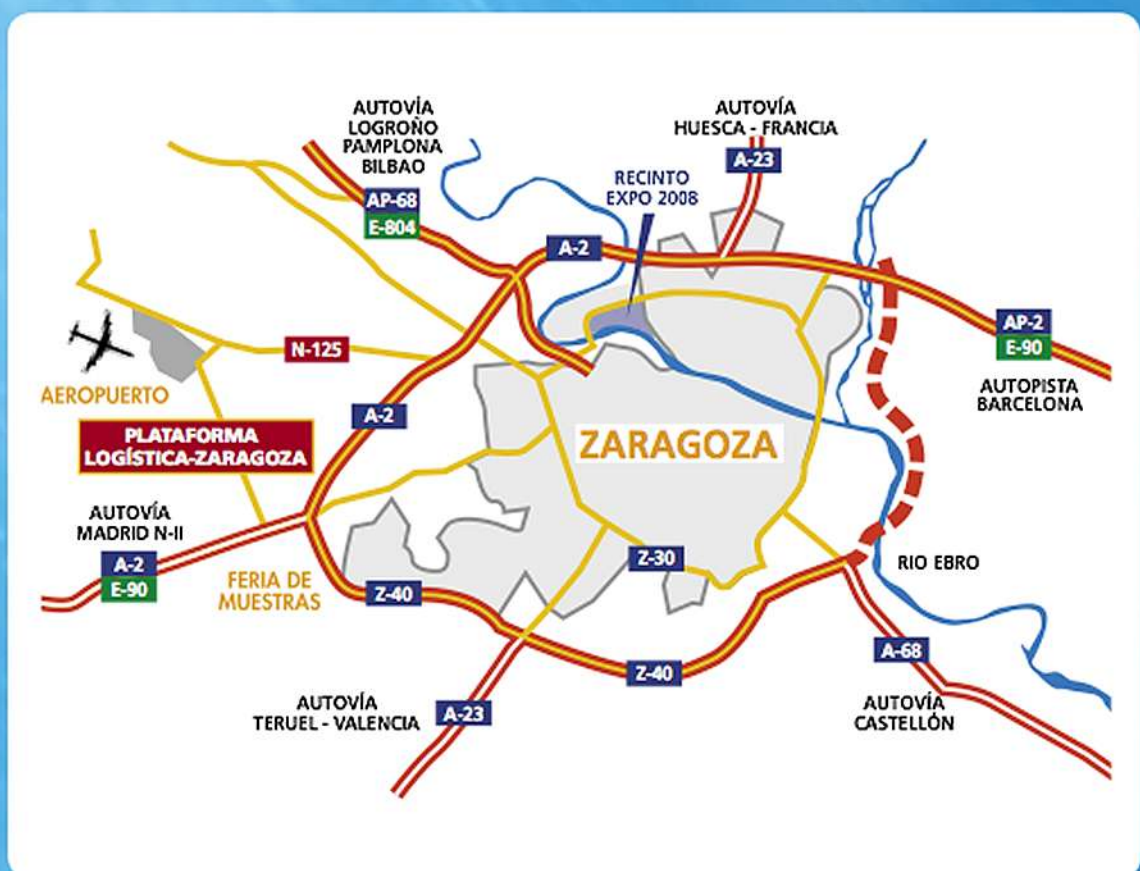 AUTOVÍA
LOGROÑO
PAMPLONA
BILBAO
AP-68
E-804
AUTOVÍA
HUESCA - FRANCIA
A-23
RECINTO
EXPO 2008
A-2
AP-2
E-90
AUTOPISTA
BARCELONA
N-125
AEROPUERTO
A-2
PLATAFORMA
LOGÍSTICA-ZARAGOZA
ZARAGOZA
AUTOVÍA
MADRID N-II
A-2
E-90
FERIA DE
MUESTRAS
Z-40
Z-30
RIO EBRO
A-68
Z-40
AUTOVÍA
TERUEL - VALENCIA
A-23
AUTOVÍA
CASTELLÓN